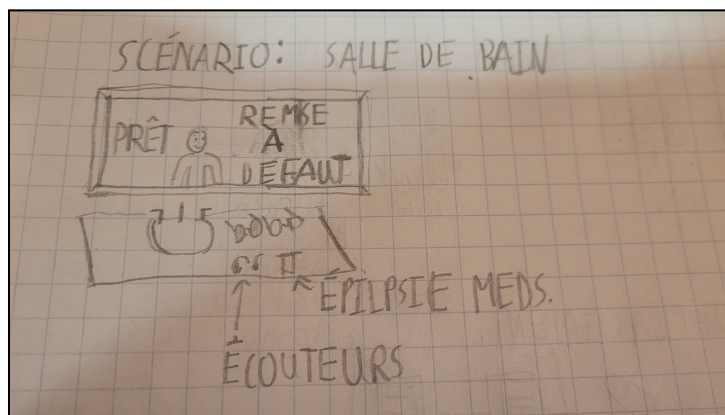 SCÉNARIO: SALLE DE BAIN
PRÊT
REMISE
À
DÉFAUT
ÉPILPSIE MEDS.
ÉCOUTEURS